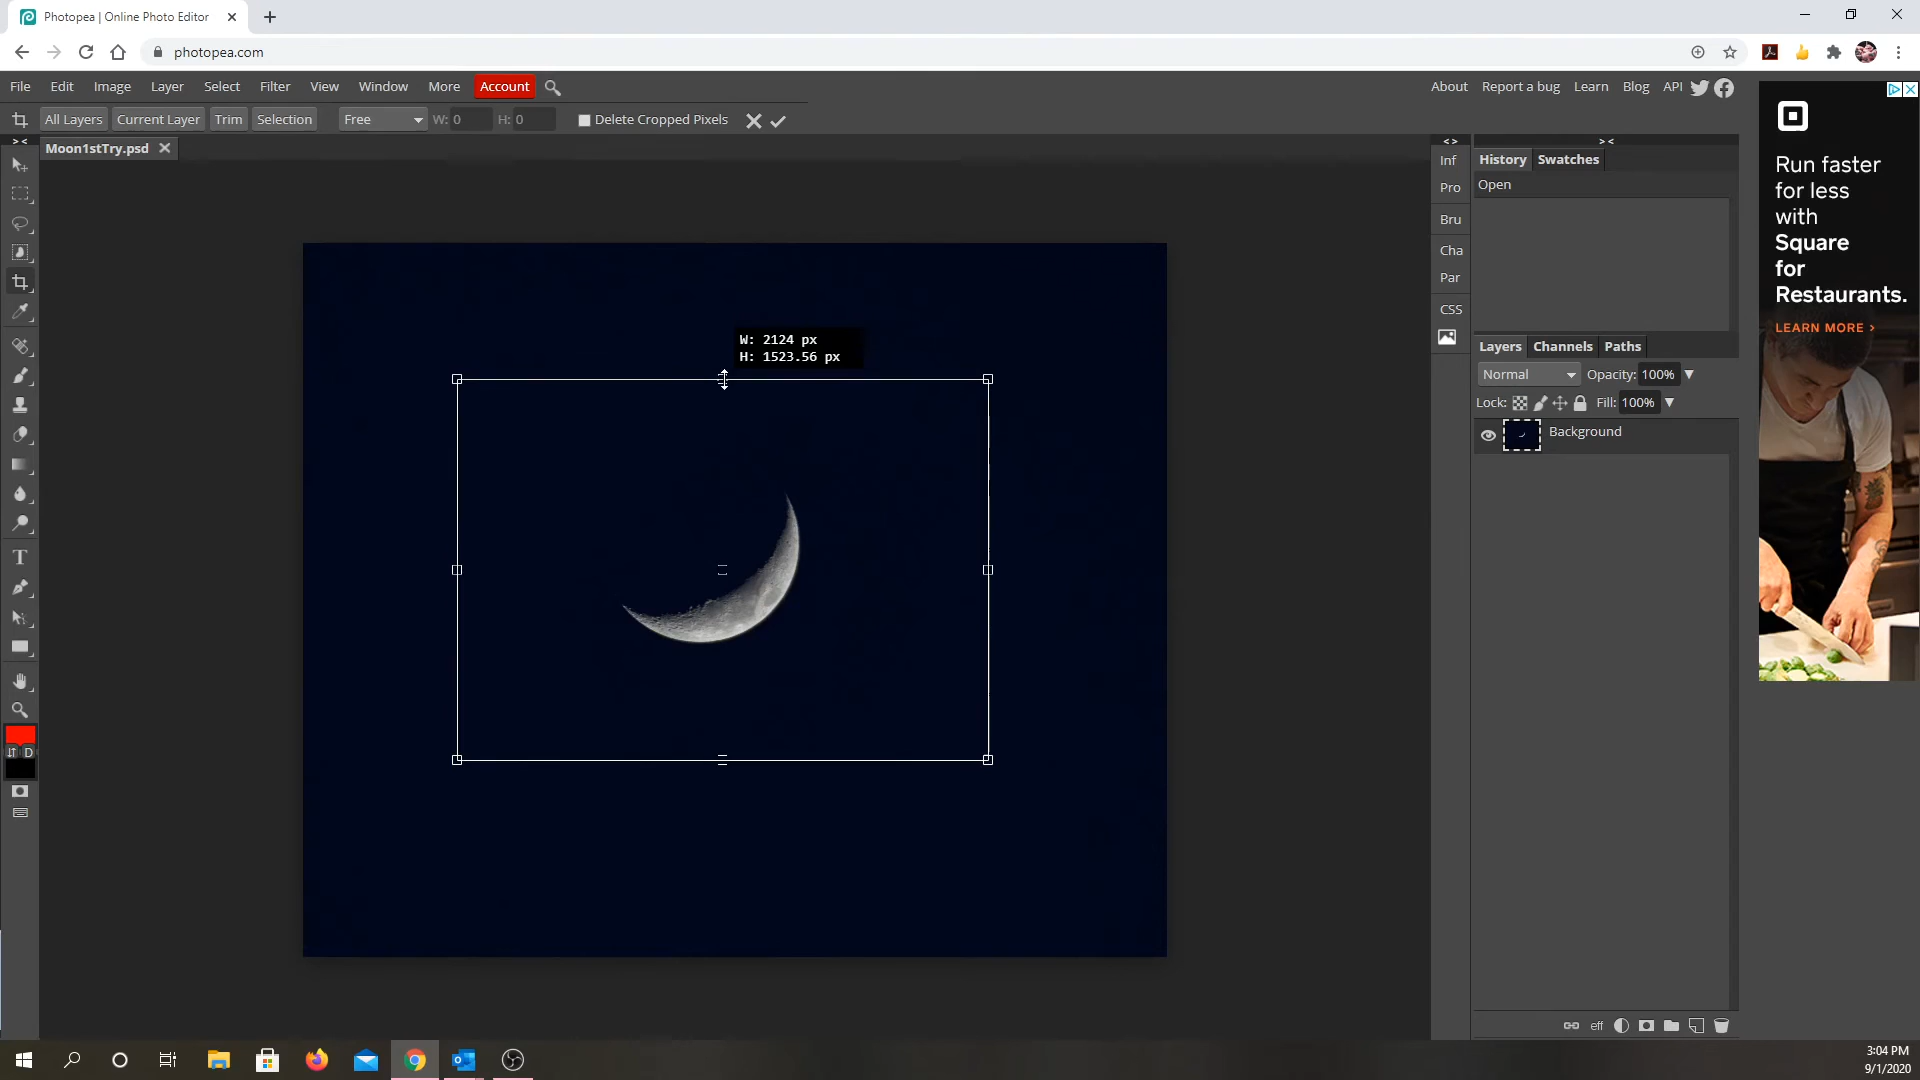 Photopea | Online Photo Editor
photopea.com
File Edit Image Layer Select Filter View Window More Account
About Report a bug Learn Blog API
All Layers Current Layer Trim Selection Free W: 0 H: 0 Delete Cropped Pixels
Moon1stTry.psd
W: 2124 px
H: 1523.56 px
T
D
Inf
Pro
Bru
Cha
Par
CSS
History Swatches
Open
Layers Channels Paths
Normal Opacity: 100%
Lock: Fill: 100%
Background
eff
Run faster
for less
with
Square
for
Restaurants.
LEARN MORE >
3:04 PM
9/1/2020